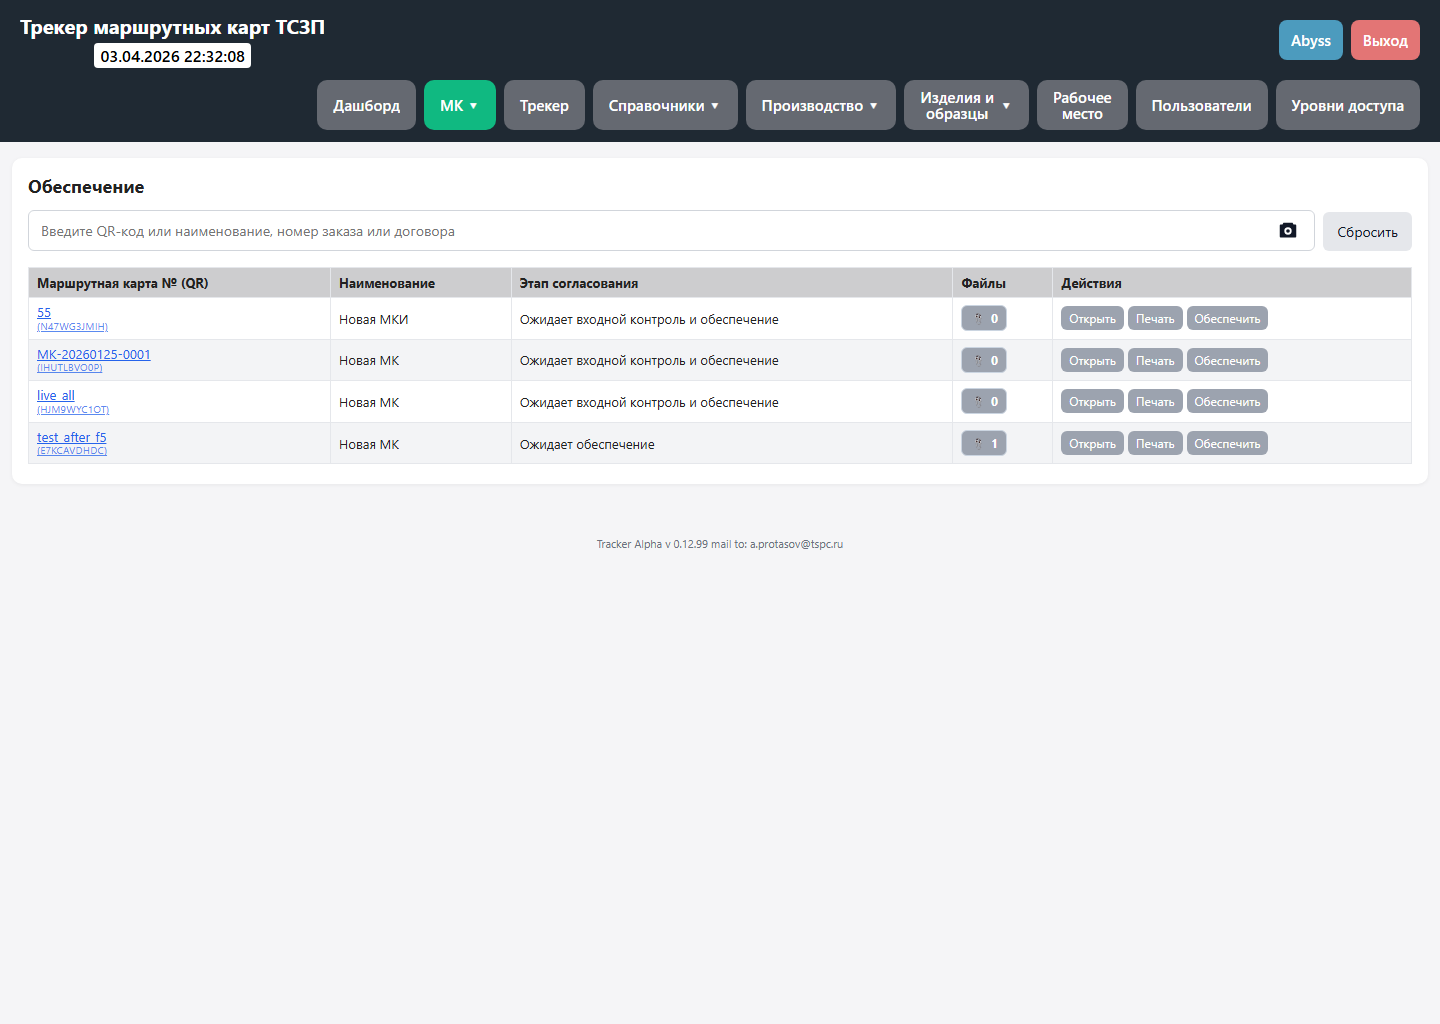 Трекер маршрутных карт ТСЗП
03.04.2026 22:32:08
Abyss
Выход
Дашборд
МК ▼
Трекер
Справочники ▼
Производство ▼
Изделия и
образцы ▼
Рабочее
место
Пользователи
Уровни доступа
Обеспечение
Введите QR-код или наименование, номер заказа или договора
Сбросить
Маршрутная карта № (QR) Наименование Этап согласования Файлы Действия
55
(N47WG3JMIH)
Новая МКИ Ожидает входной контроль и обеспечение 0 Открыть Печать Обеспечить
МК-20260125-0001
(IHUTLBVO0P)
Новая МК Ожидает входной контроль и обеспечение 0 Открыть Печать Обеспечить
live_all
(HJM9WYC1OT)
Новая МК Ожидает входной контроль и обеспечение 0 Открыть Печать Обеспечить
test_after_f5
(E7KCAVDHDC)
Новая МК Ожидает обеспечение 1 Открыть Печать Обеспечить
Tracker Alpha v 0.12.99 mail to: a.protasov@tspc.ru